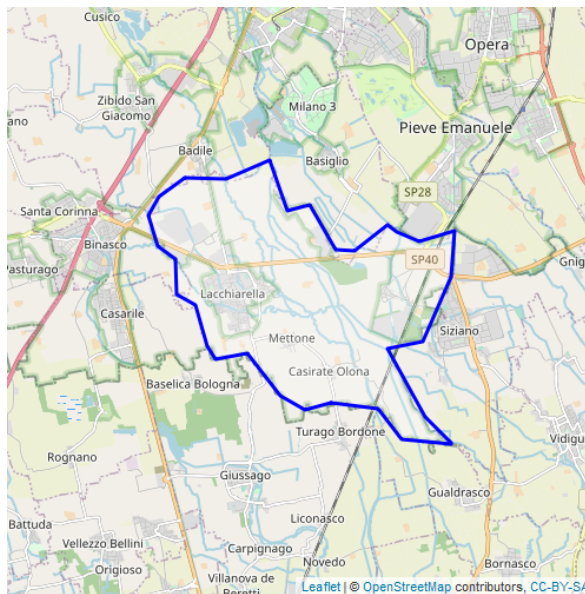 Cusico
Opera
Zibido San
Giacomo
Milano 3
ano
Pieve Emanuele
Badile
Basiglio
SP28
Santa Corinna
Binasco
SP40
Gnig
Pasturago
Lacchiarella
Casarile
Siziano
Mettone
Casirate Olona
Baselica Bologna
Turago Bordone
Vidigu
Rognano
Giussago
Gualdrasco
Liconasco
Battuda
Vellezzo Bellini
Carpignago
Origioso
Novedo
Bornasco
Villanova de
Beretti
Leaflet | © OpenStreetMap contributors, CC-BY-SA